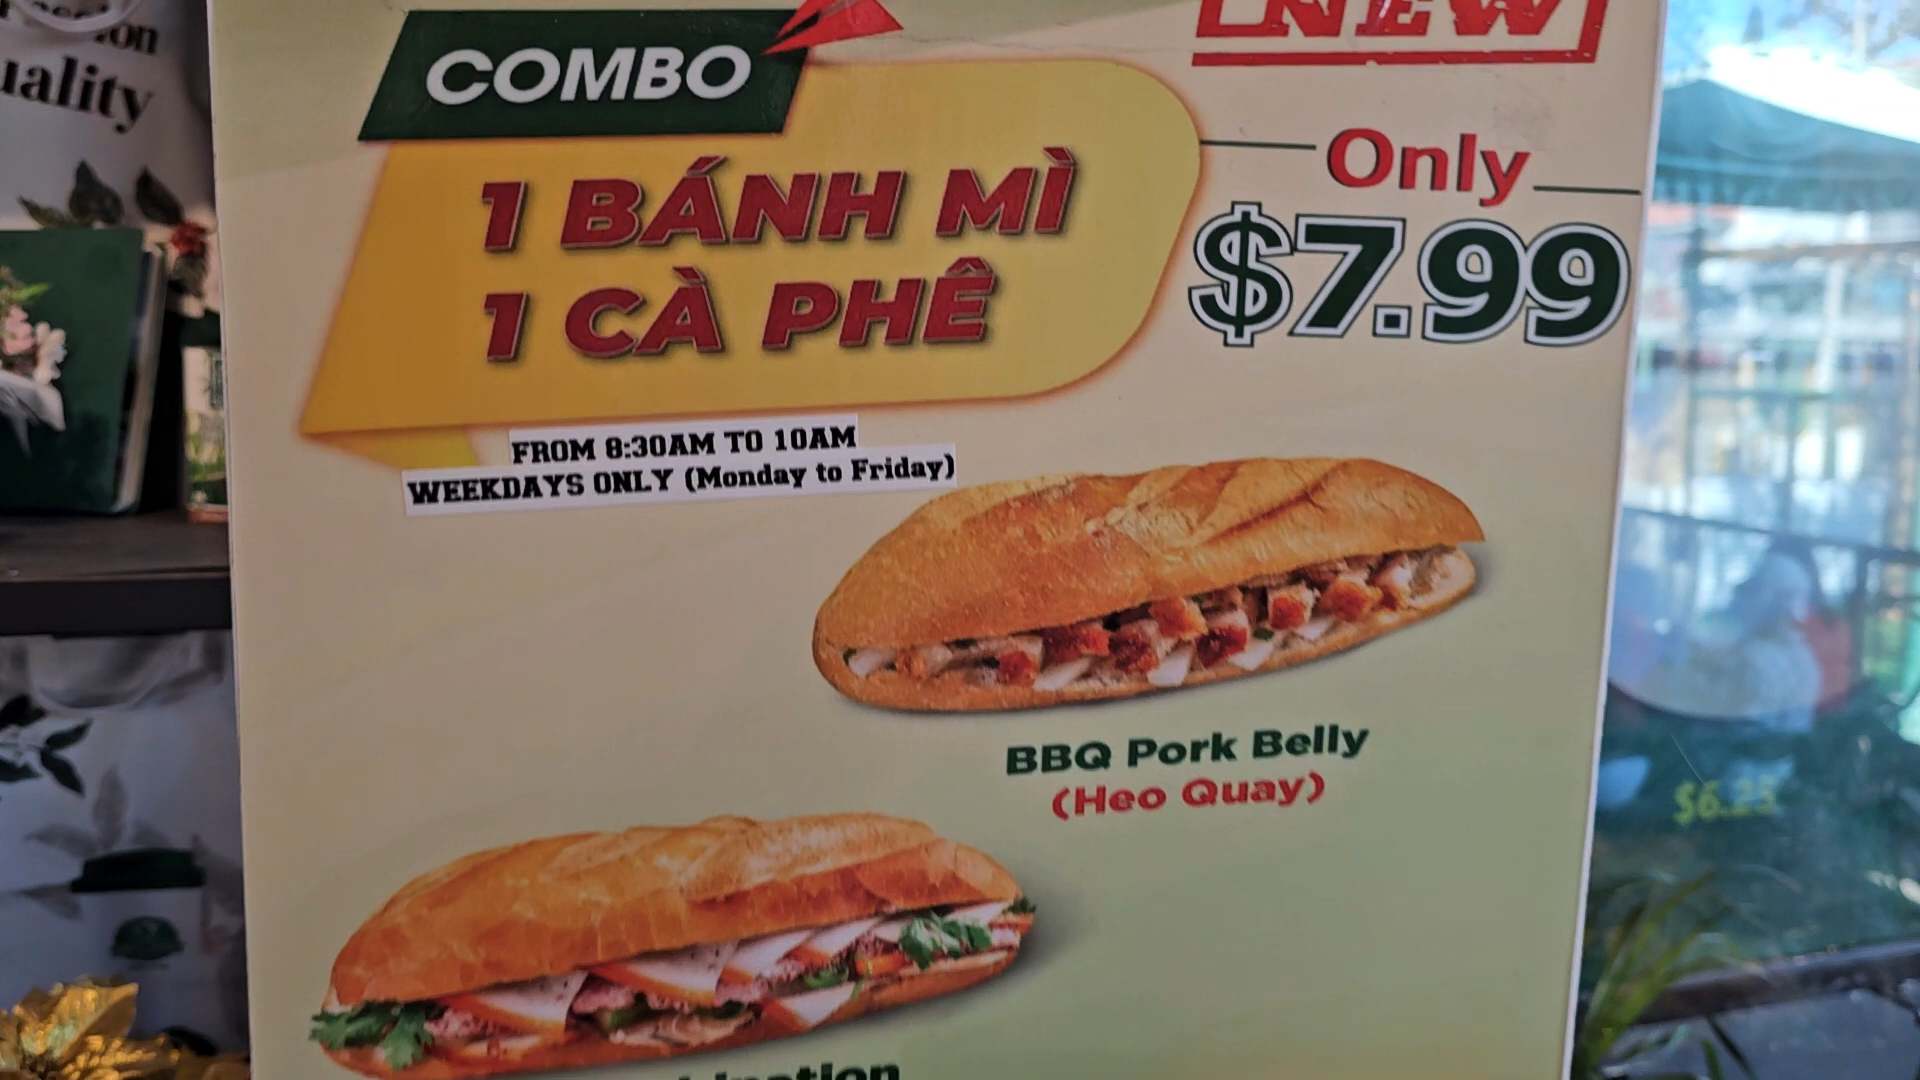 uality
COMBO
NEW
1 BÁNH MÌ
1 CÀ PHÊ
Only
$7.99
FROM 8:30AM TO 10AM
WEEKDAYS ONLY (Monday to Friday)
BBQ Pork Belly
(Heo Quay)
$6.25